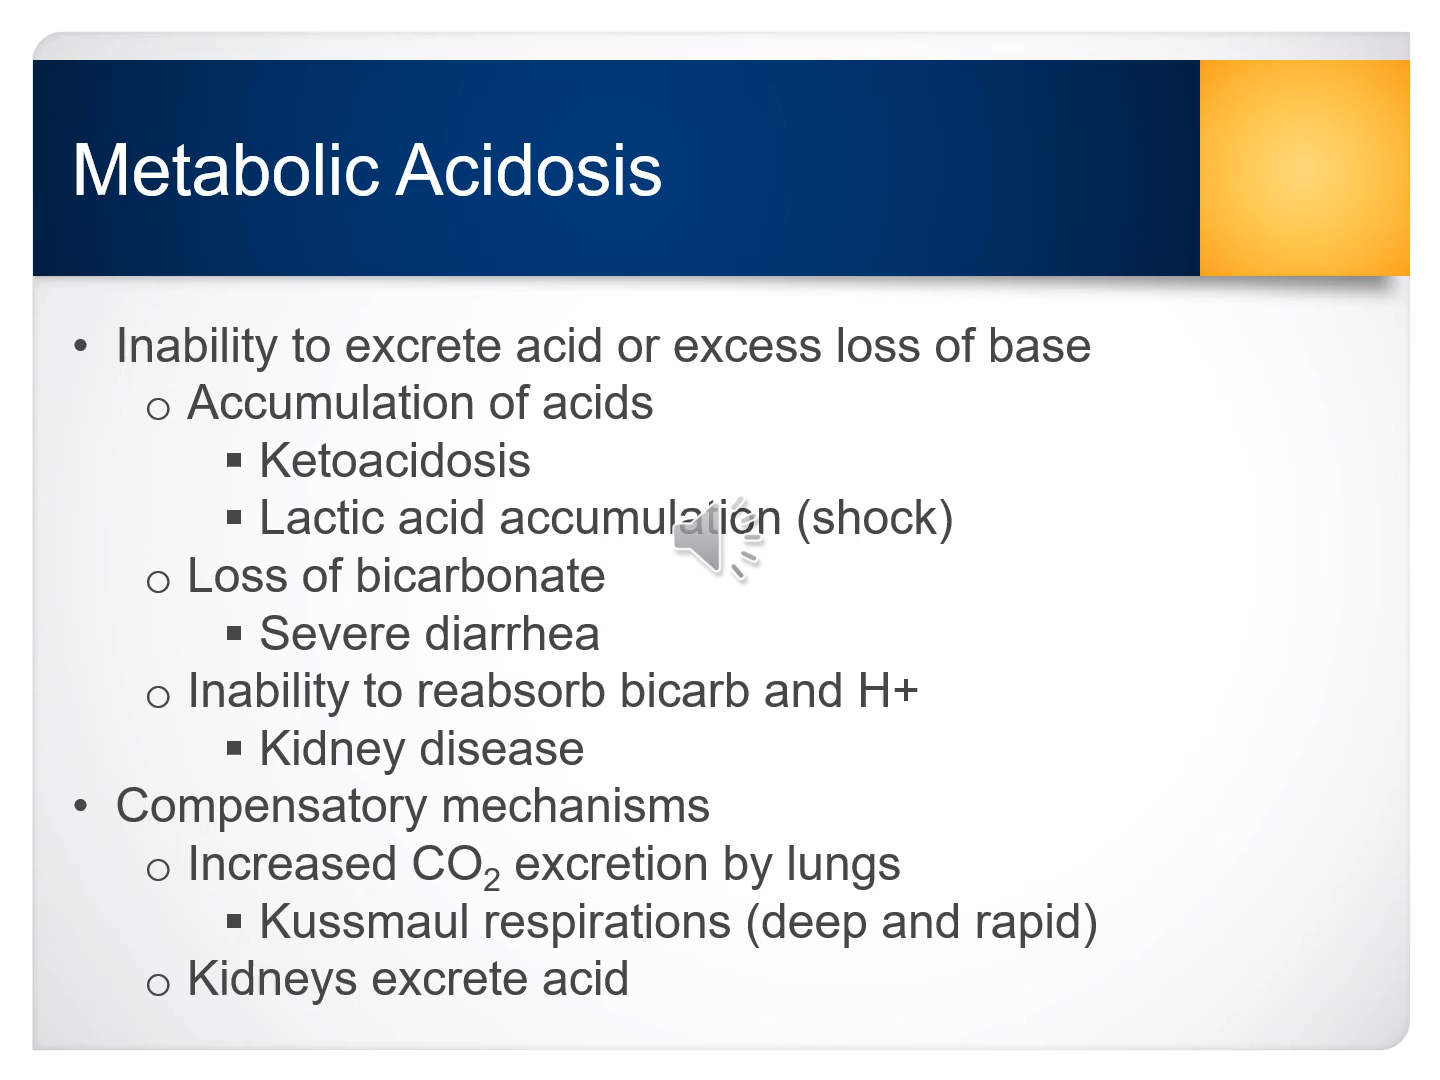 Metabolic Acidosis
• Inability to excrete acid or excess loss of base
o Accumulation of acids
▪ Ketoacidosis
▪ Lactic acid accumulation (shock)
o Loss of bicarbonate
▪ Severe diarrhea
o Inability to reabsorb bicarb and H+
▪ Kidney disease
• Compensatory mechanisms
o Increased CO₂ excretion by lungs
▪ Kussmaul respirations (deep and rapid)
o Kidneys excrete acid